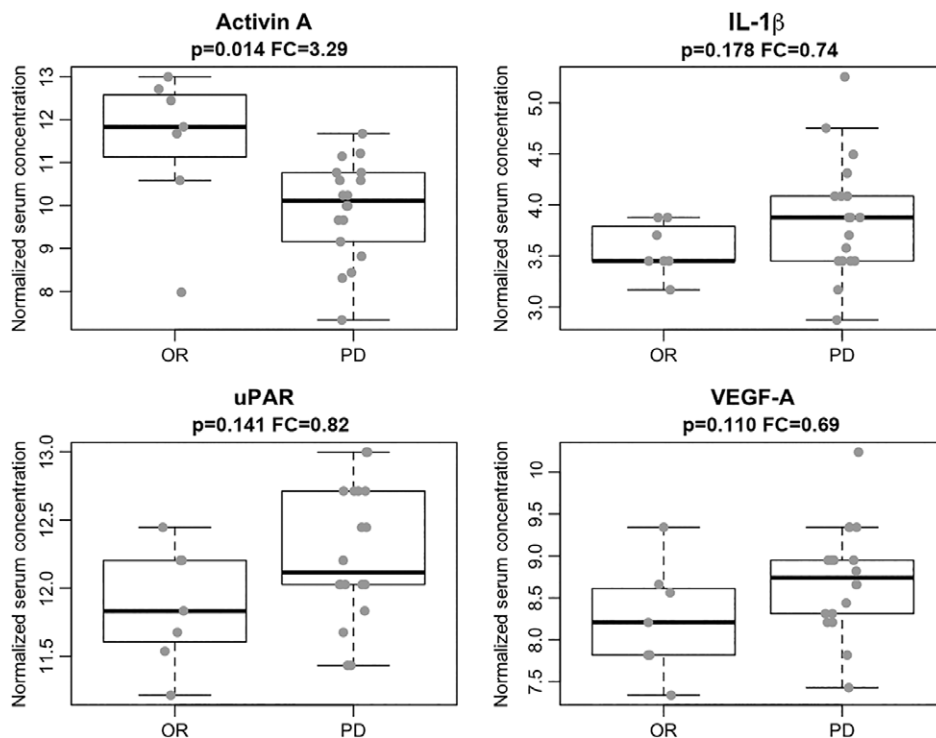 Activin A
p=0.014 FC=3.29
Normalized serum concentration
13
12
11
10
9
8
OR
PD
IL-1β
p=0.178 FC=0.74
Normalized serum concentration
5.0
4.5
4.0
3.5
3.0
OR
PD
uPAR
p=0.141 FC=0.82
Normalized serum concentration
13.0
12.5
12.0
11.5
OR
PD
VEGF-A
p=0.110 FC=0.69
Normalized serum concentration
10
9.5
9.0
8.5
8.0
7.5
OR
PD